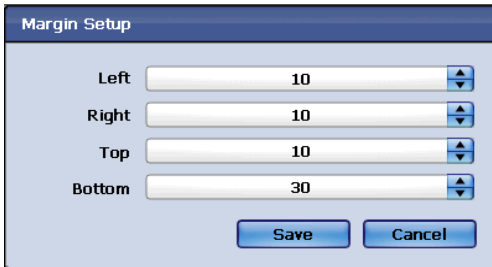 Margin Setup
Left 10
Right 10
Top 10
Bottom 30
Save Cancel